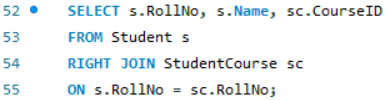 52 SELECT s.RollNo, s.Name, sc.CourseID
53 FROM Student s
54 RIGHT JOIN StudentCourse sc
55 ON s.RollNo = sc.RollNo;